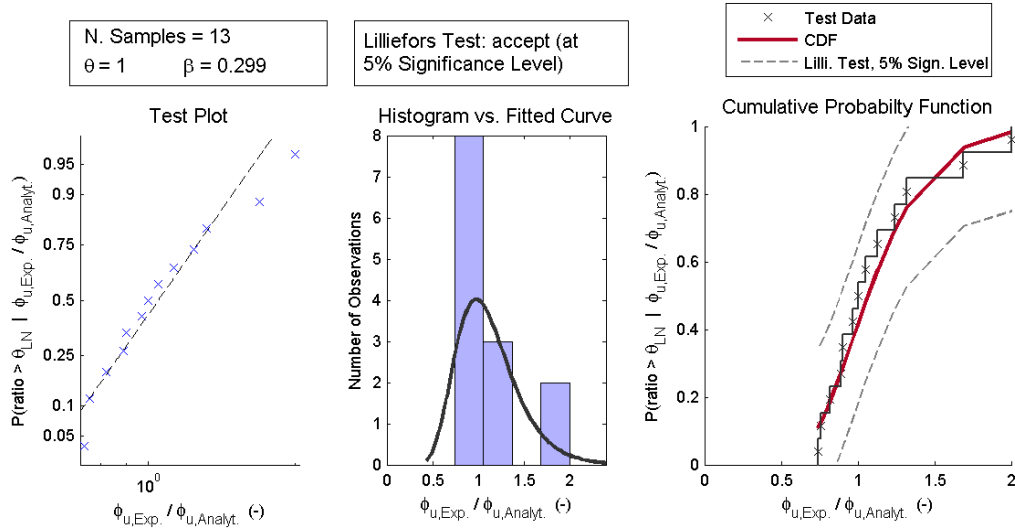 N. Samples = 13
θ = 1 β = 0.299
Lilliefors Test: accept (at
5% Significance Level)
Test Data
CDF
Lilli. Test, 5% Sign. Level
Test Plot
P(ratio > θLN | ϕu,Exp. / ϕu,Analyt.
0.95
0.9
0.75
0.5
0.25
0.1
0.05
10^0
ϕu,Exp. / ϕu,Analyt. (-)
Histogram vs. Fitted Curve
Number of Observations
8
7
6
5
4
3
2
1
0
0 0.5 1 1.5 2
ϕu,Exp. / ϕu,Analyt. (-)
Cumulative Probabilty Function
P(ratio > θLN | ϕu,Exp. / ϕu,Analyt.)
1
0.8
0.6
0.4
0.2
0
0 0.5 1 1.5 2
ϕu,Exp. / ϕu,Analyt. (-)